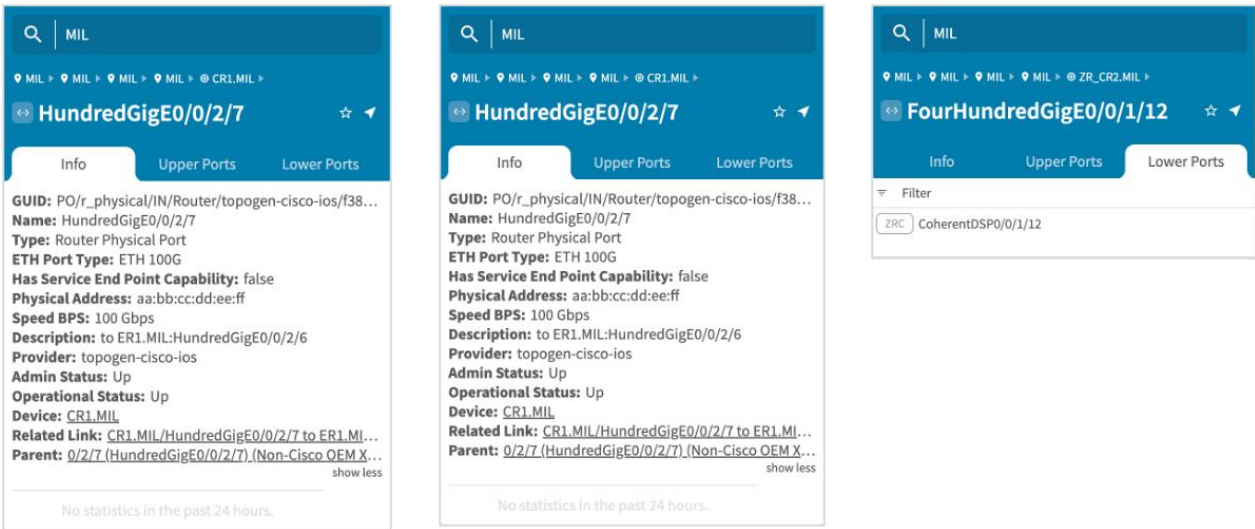 MIL
MIL ▸ MIL ▸ MIL ▸ MIL ▸ CR1.MIL ▸
HundredGigE0/0/2/7
Info Upper Ports Lower Ports
GUID: PO/r_physical/IN/Router/topogen-cisco-ios/f38...
Name: HundredGigE0/0/2/7
Type: Router Physical Port
ETH Port Type: ETH 100G
Has Service End Point Capability: false
Physical Address: aa:bb:cc:dd:ee:ff
Speed BPS: 100 Gbps
Description: to ER1.MIL:HundredGigE0/0/2/6
Provider: topogen-cisco-ios
Admin Status: Up
Operational Status: Up
Device: CR1.MIL
Related Link: CR1.MIL/HundredGigE0/0/2/7 to ER1.MI...
Parent: 0/2/7 (HundredGigE0/0/2/7) (Non-Cisco OEM X...
show less
No statistics in the past 24 hours.
MIL
MIL ▸ MIL ▸ MIL ▸ MIL ▸ CR1.MIL ▸
HundredGigE0/0/2/7
Info Upper Ports Lower Ports
GUID: PO/r_physical/IN/Router/topogen-cisco-ios/f38...
Name: HundredGigE0/0/2/7
Type: Router Physical Port
ETH Port Type: ETH 100G
Has Service End Point Capability: false
Physical Address: aa:bb:cc:dd:ee:ff
Speed BPS: 100 Gbps
Description: to ER1.MIL:HundredGigE0/0/2/6
Provider: topogen-cisco-ios
Admin Status: Up
Operational Status: Up
Device: CR1.MIL
Related Link: CR1.MIL/HundredGigE0/0/2/7 to ER1.MI...
Parent: 0/2/7 (HundredGigE0/0/2/7) (Non-Cisco OEM X...
show less
No statistics in the past 24 hours.
MIL
MIL ▸ MIL ▸ MIL ▸ MIL ▸ ZR_CR2.MIL ▸
FourHundredGigE0/0/1/12
Info Upper Ports Lower Ports
Filter
ZRC CoherentDSP0/0/1/12